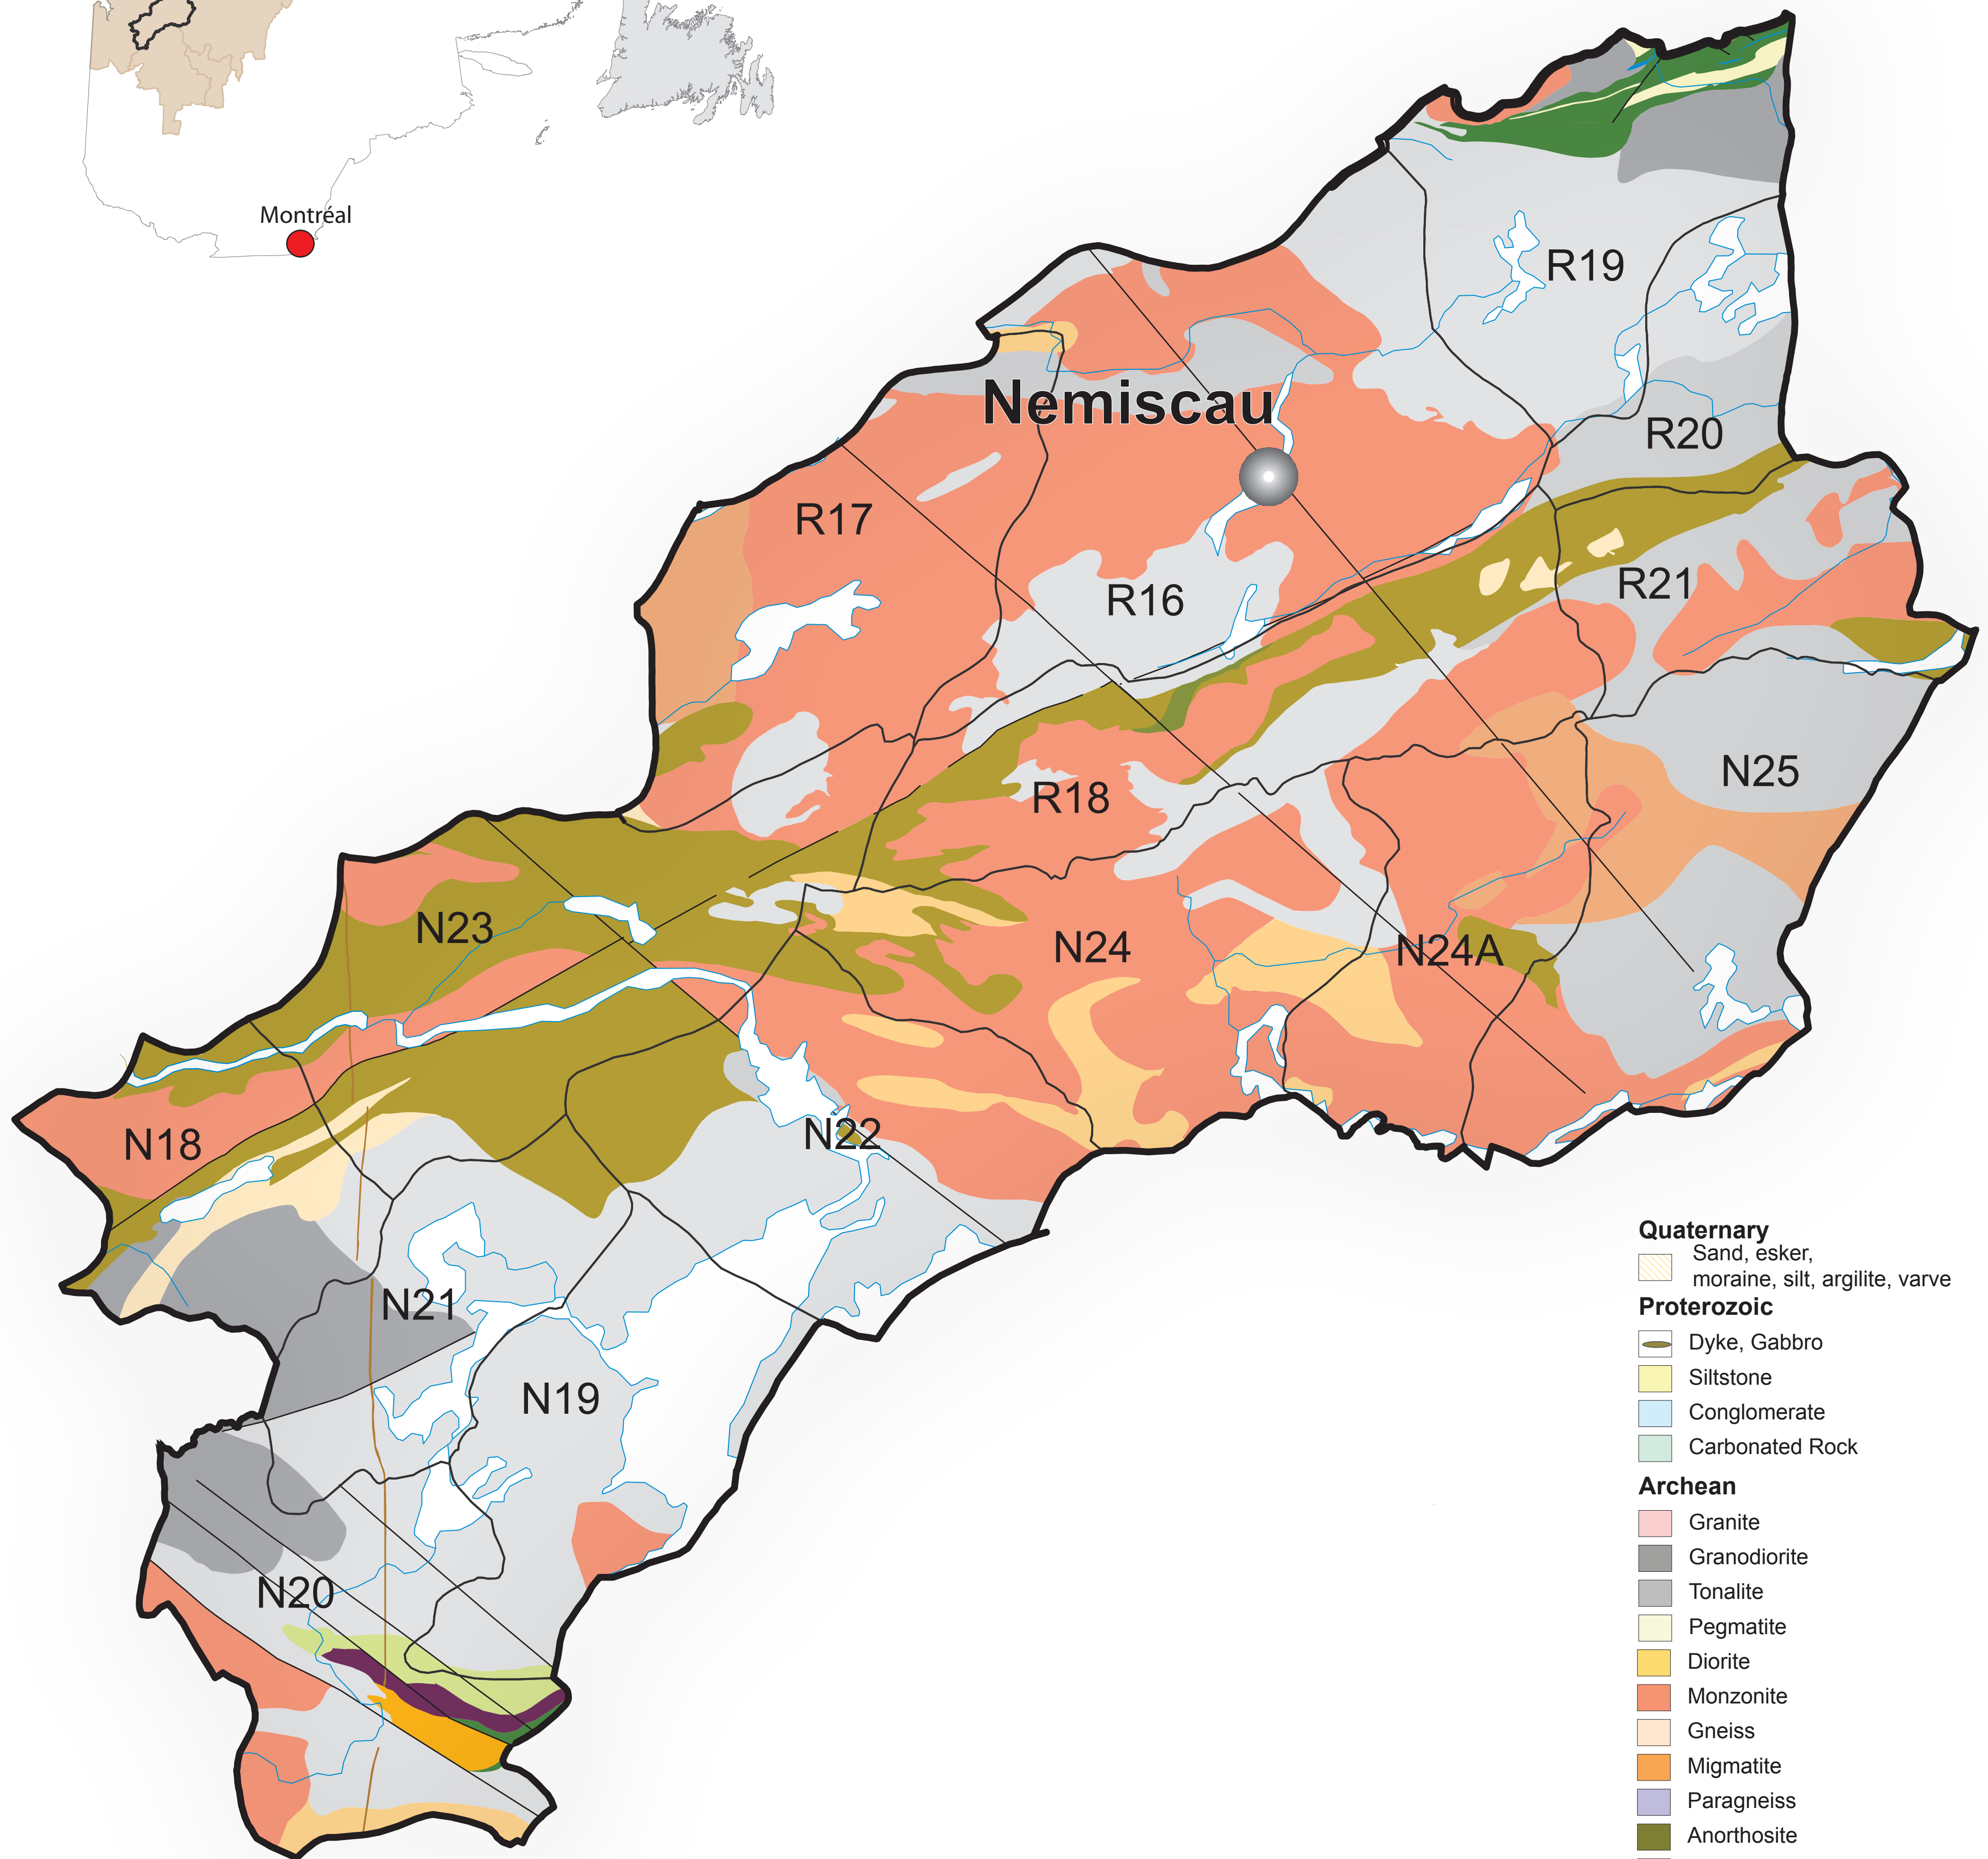 Montréal
R19
Nemiscau
R20
R17
R21
R16
N25
R18
N23
N24
N24A
N22
N18
N21
N19
N20
Quaternary
Sand, esker,
moraine, silt, argilite, varve
Proterozoic
Dyke, Gabbro
Siltstone
Conglomerate
Carbonated Rock
Archean
Granite
Granodiorite
Tonalite
Pegmatite
Diorite
Monzonite
Gneiss
Migmatite
Paragneiss
Anorthosite